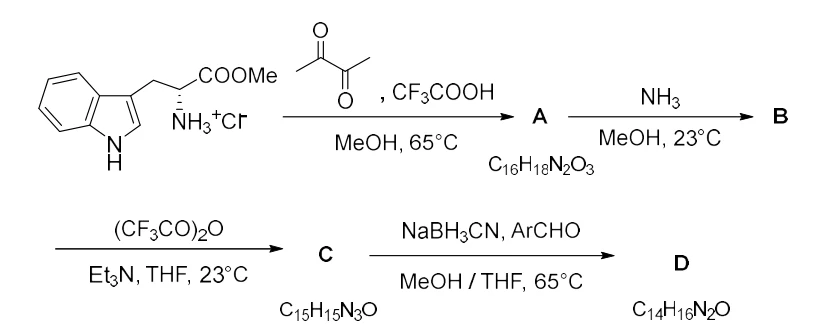 O
COOMe
NH₃⁺Cl⁻
N
H
O
, CF₃COOH
MeOH, 65°C
A
C₁₆H₁₈N₂O₃
NH₃
MeOH, 23°C
B
(CF₃CO)₂O
Et₃N, THF, 23°C
C
C₁₅H₁₅N₃O
NaBH₃CN, ArCHO
MeOH / THF, 65°C
D
C₁₄H₁₆N₂O